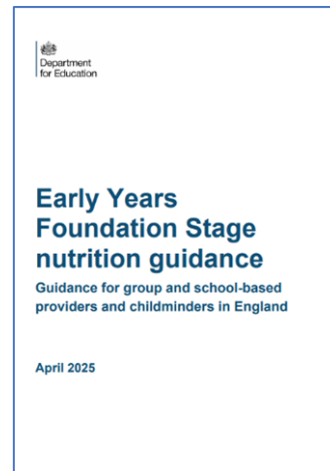 Department
for Education
Early Years
Foundation Stage
nutrition guidance
Guidance for group and school-based
providers and childminders in England
April 2025